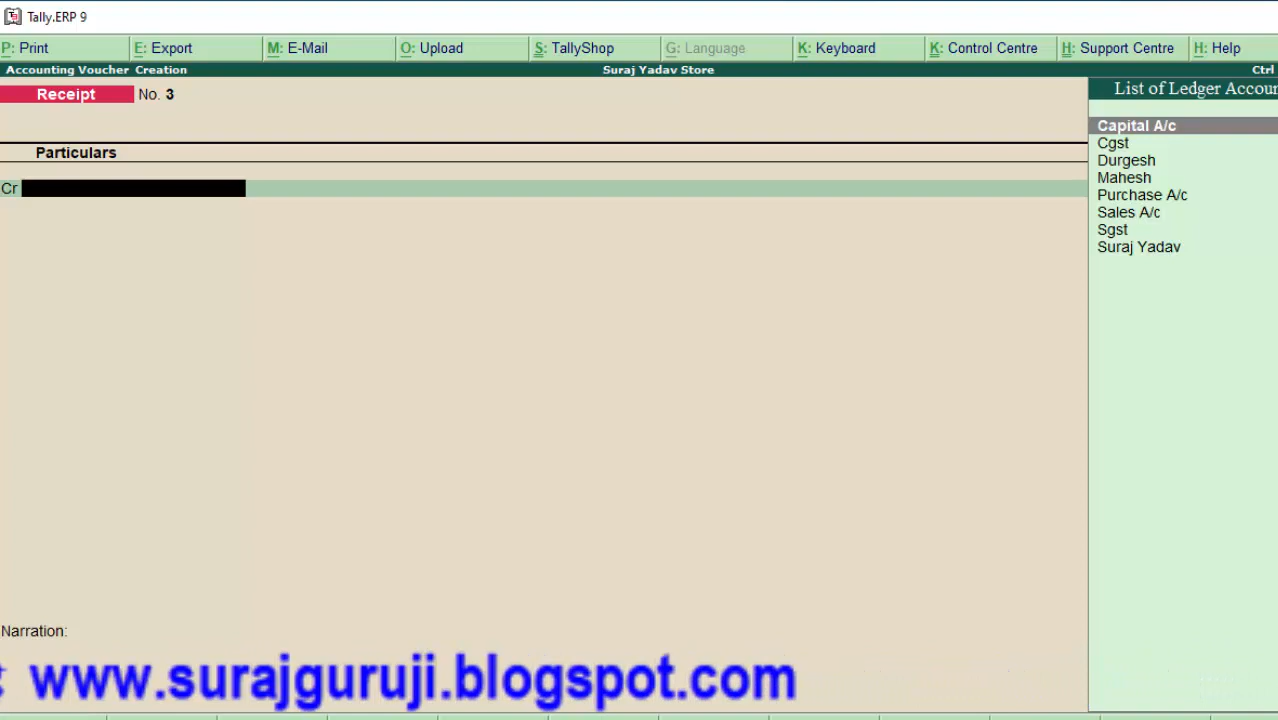 Tally.ERP 9
P: Print E: Export M: E-Mail O: Upload S: TallyShop G: Language K: Keyboard K: Control Centre H: Support Centre H: Help
Accounting Voucher Creation Suraj Yadav Store Ctrl
Receipt No. 3
Particulars
Cr
List of Ledger Accoun
Capital A/c
Cgst
Durgesh
Mahesh
Purchase A/c
Sales A/c
Sgst
Suraj Yadav
Narration:
www.surajguruji.blogspot.com